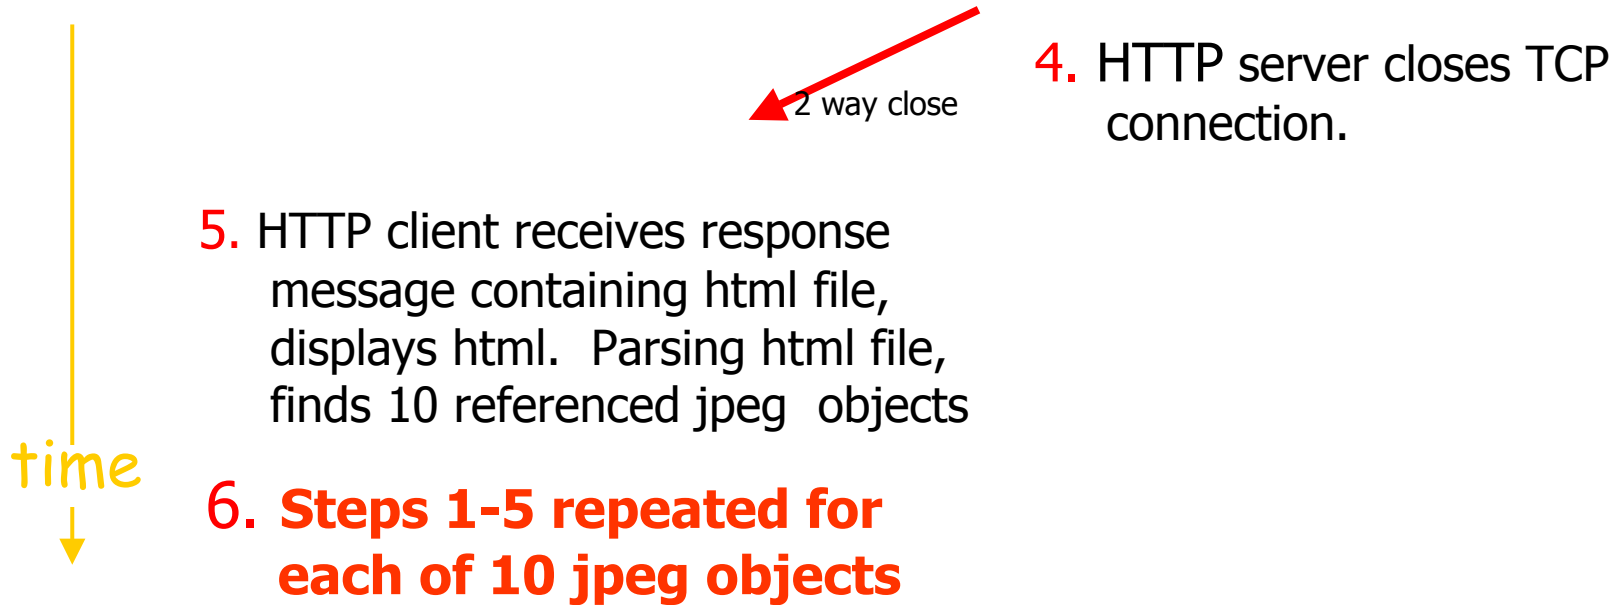 4. HTTP server closes TCP
connection.
2 way close
5. HTTP client receives response
message containing html file,
displays html.  Parsing html file,
finds 10 referenced jpeg  objects
time
6. Steps 1-5 repeated for
each of 10 jpeg objects